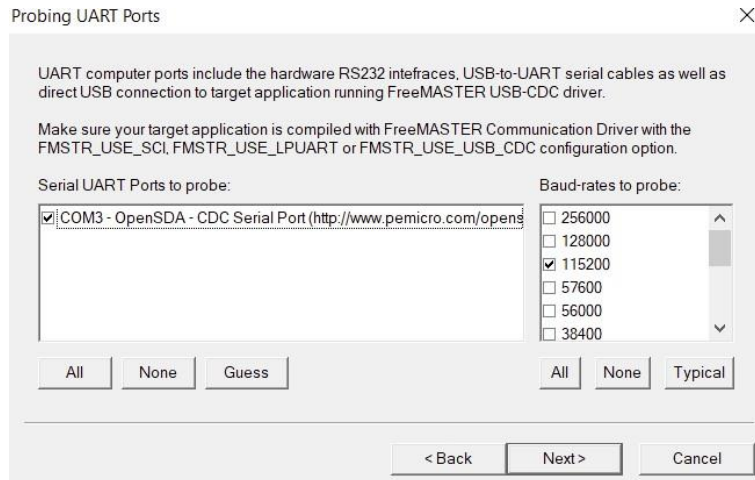 Probing UART Ports
UART computer ports include the hardware RS232 intefraces, USB-to-UART serial cables as well as
direct USB connection to target application running FreeMASTER USB-CDC driver.
Make sure your target application is compiled with FreeMASTER Communication Driver with the
FMSTR_USE_SCI, FMSTR_USE_LPUART or FMSTR_USE_USB_CDC configuration option.
Serial UART Ports to probe:
COM3 - OpenSDA - CDC Serial Port (http://www.pemicro.com/opens
All None Guess
Baud-rates to probe:
256000
128000
115200
57600
56000
38400
All None Typical
< Back Next > Cancel